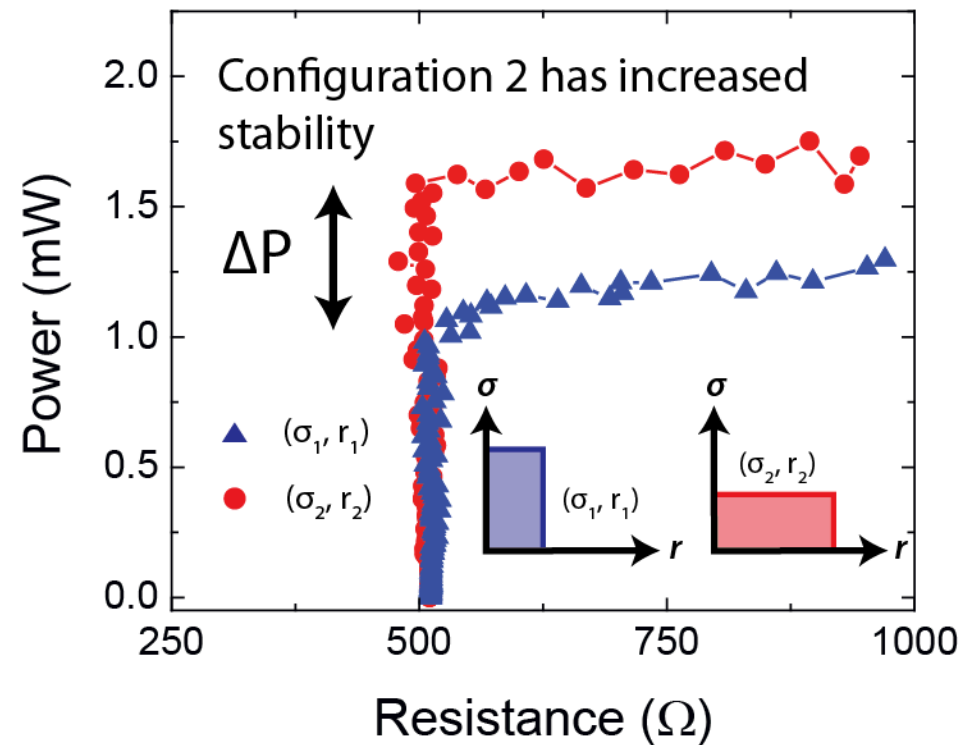 Configuration 2 has increased
stability
Power (mW)
2.0
1.5
1.0
0.5
0.0
ΔP
(σ₁, r₁)
(σ₂, r₂)
σ
(σ₁, r₁)
r
σ
(σ₂, r₂)
r
250
500
750
1000
Resistance (Ω)